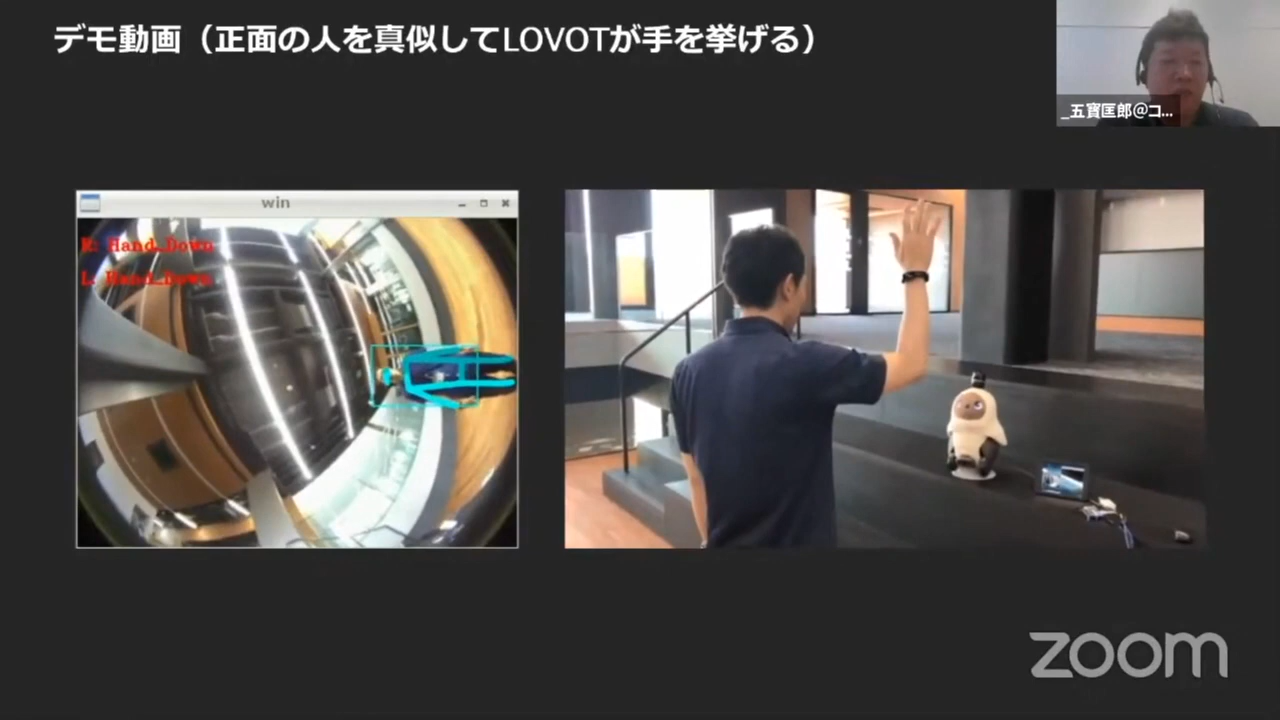 デモ動画（正面の人を真似してLOVOTが手を挙げる）
_五寳匡郎@コ...
win
R: Hand_Down
L: Hand_Down
zoom